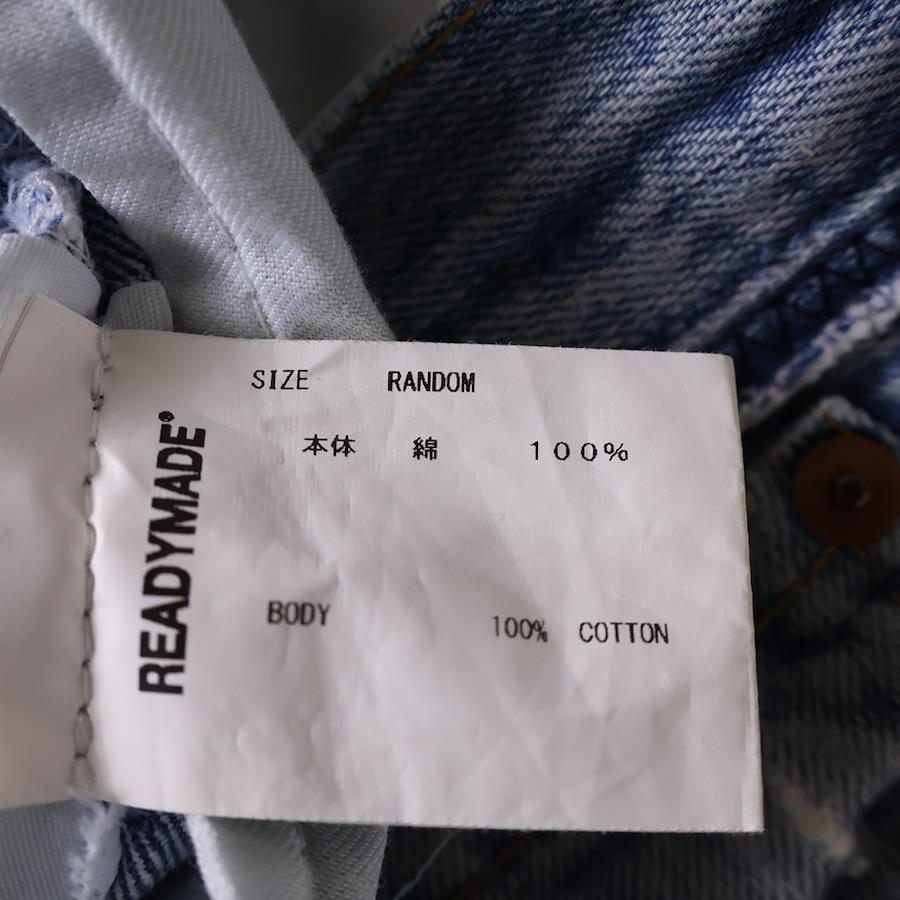 SIZE RANDOM
本体 綿 １００%
BODY 100% COTTON
READYMADE®